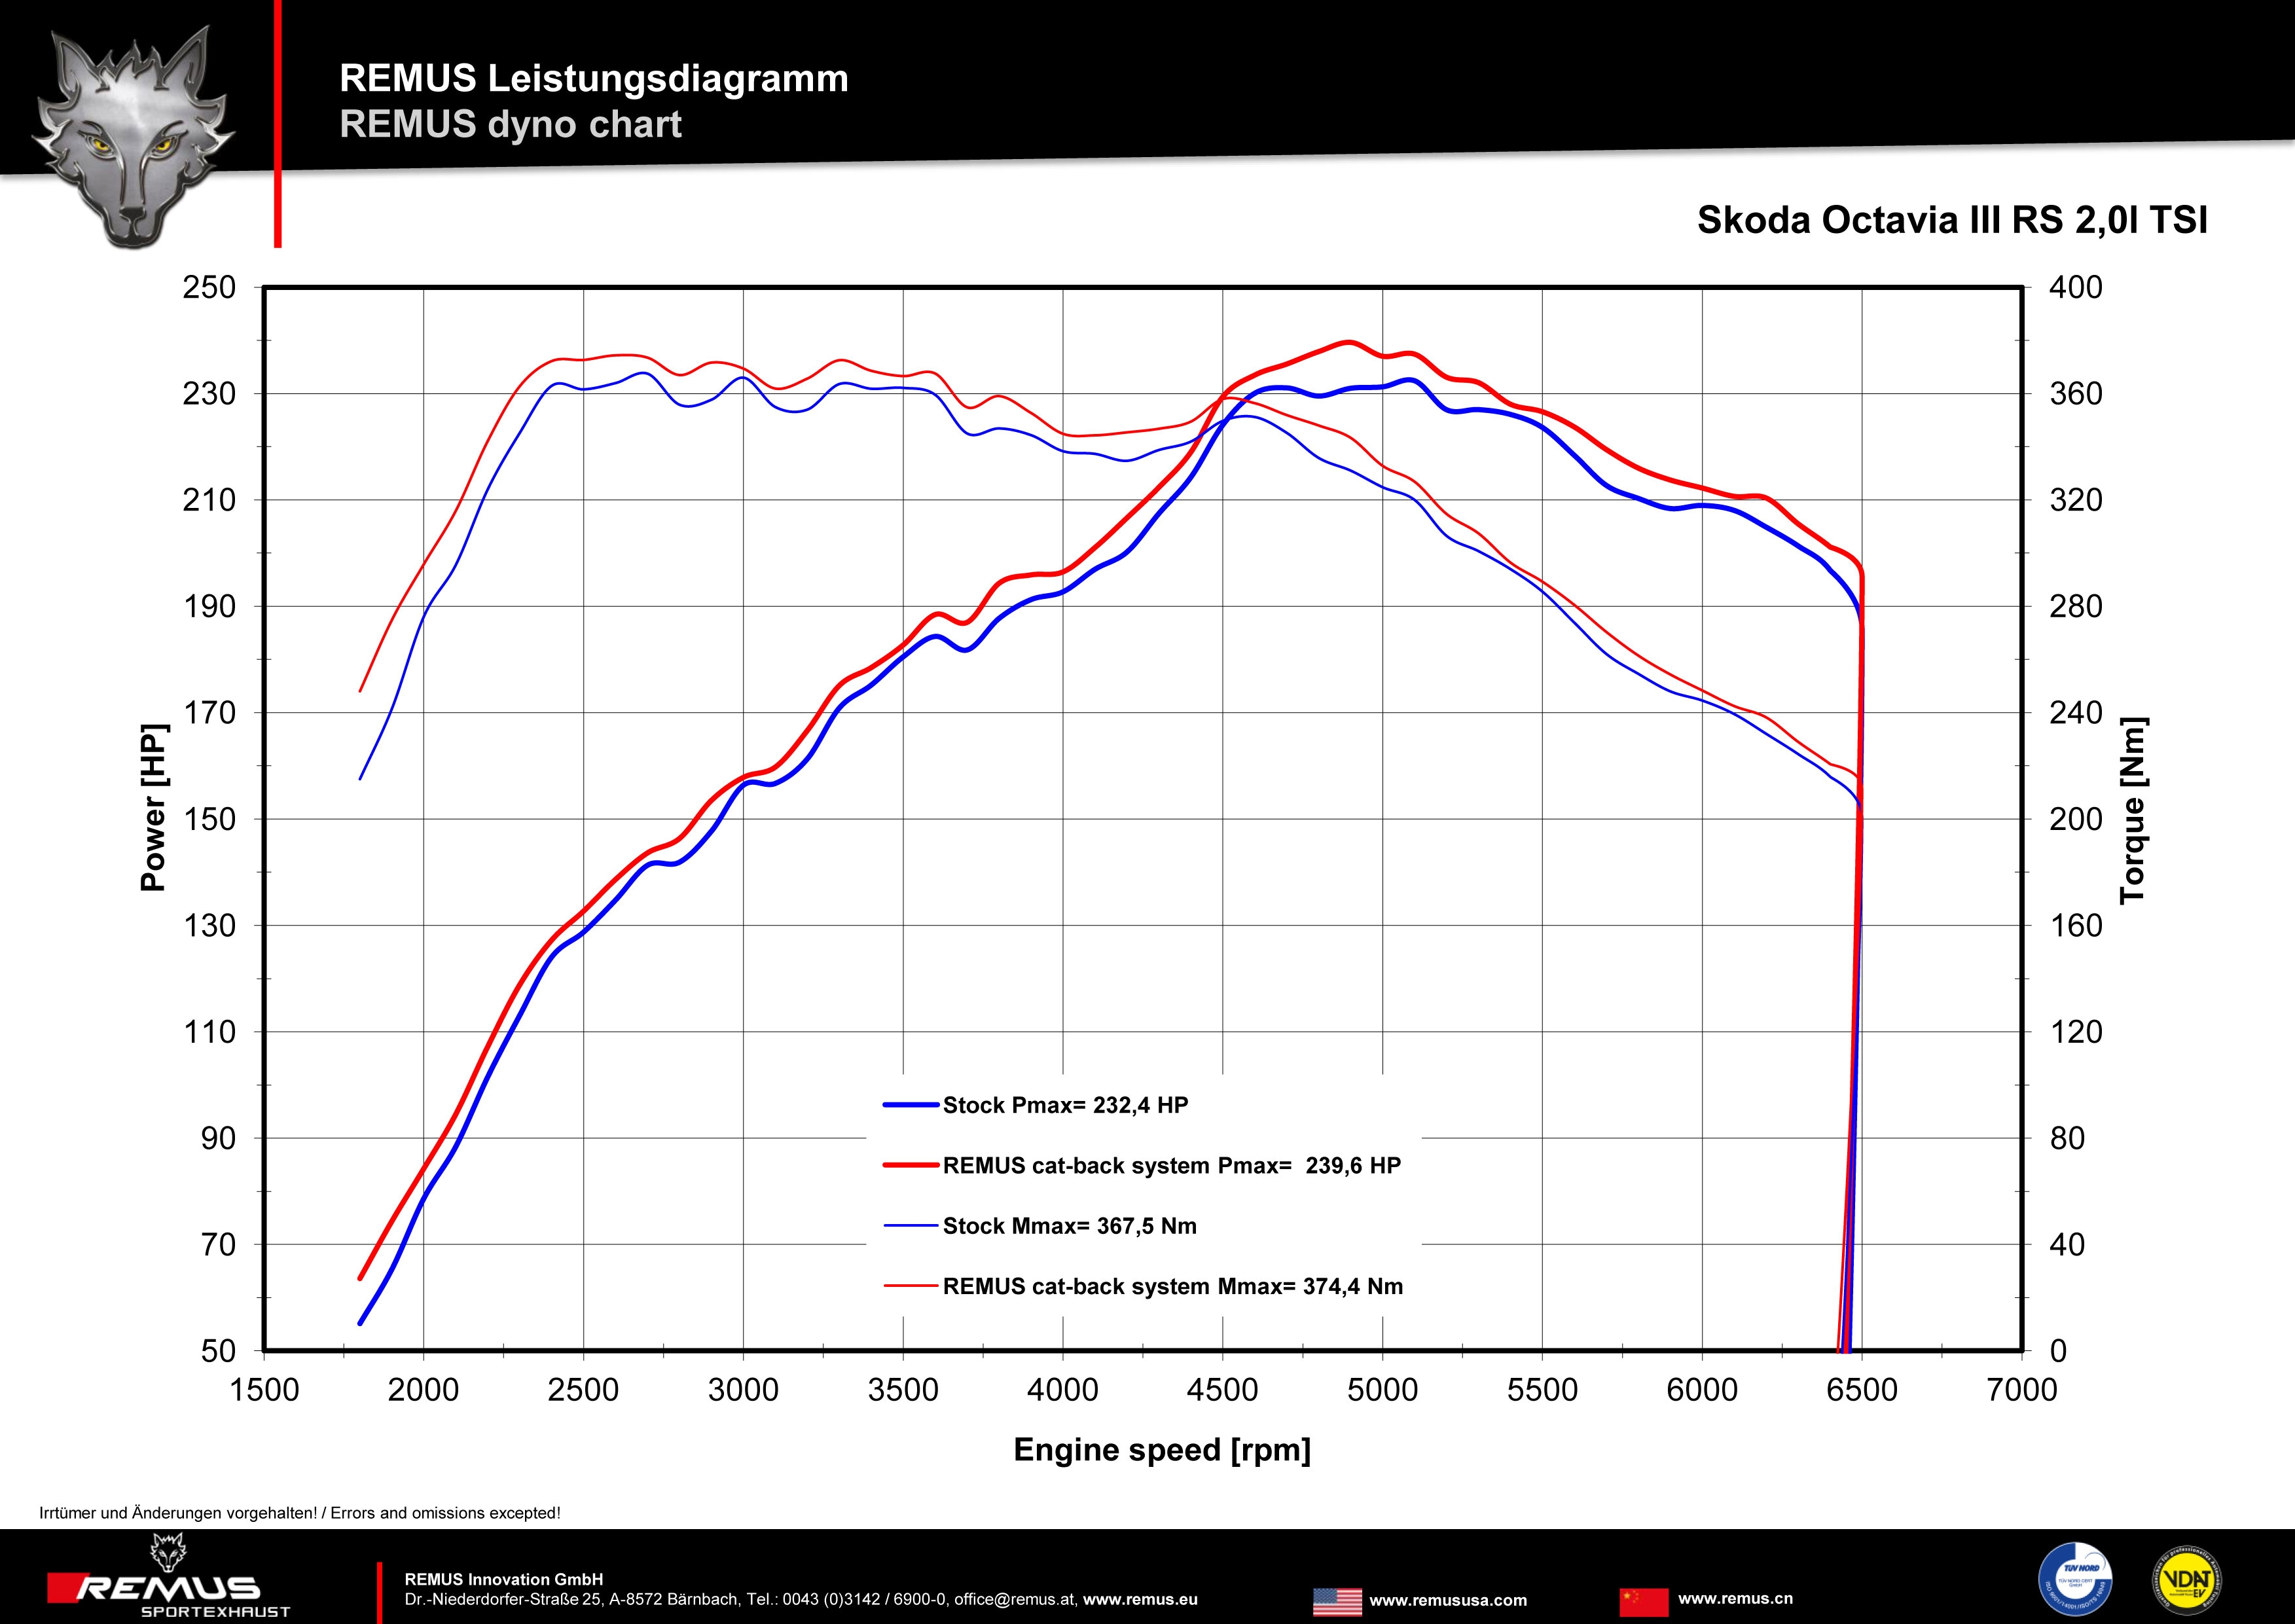 REMUS Leistungsdiagramm
REMUS dyno chart
Skoda Octavia III RS 2,0l TSI
250
230
210
190
170
150
130
110
90
70
50
Power [HP]
400
360
320
280
240
200
160
120
80
40
0
Torque [Nm]
Stock Pmax= 232,4 HP
REMUS cat-back system Pmax=  239,6 HP
Stock Mmax= 367,5 Nm
REMUS cat-back system Mmax= 374,4 Nm
1500 2000 2500 3000 3500 4000 4500 5000 5500 6000 6500 7000
Engine speed [rpm]
Irrtümer und Änderungen vorgehalten! / Errors and omissions excepted!
REMUS
SPORTEXHAUST
REMUS Innovation GmbH
Dr.-Niederdorfer-Straße 25, A-8572 Bärnbach, Tel.: 0043 (0)3142 / 6900-0, office@remus.at, www.remus.eu
www.remususa.com
www.remus.cn
TÜV NORD
TÜV NORD CERT
GmbH
VDAT
EV